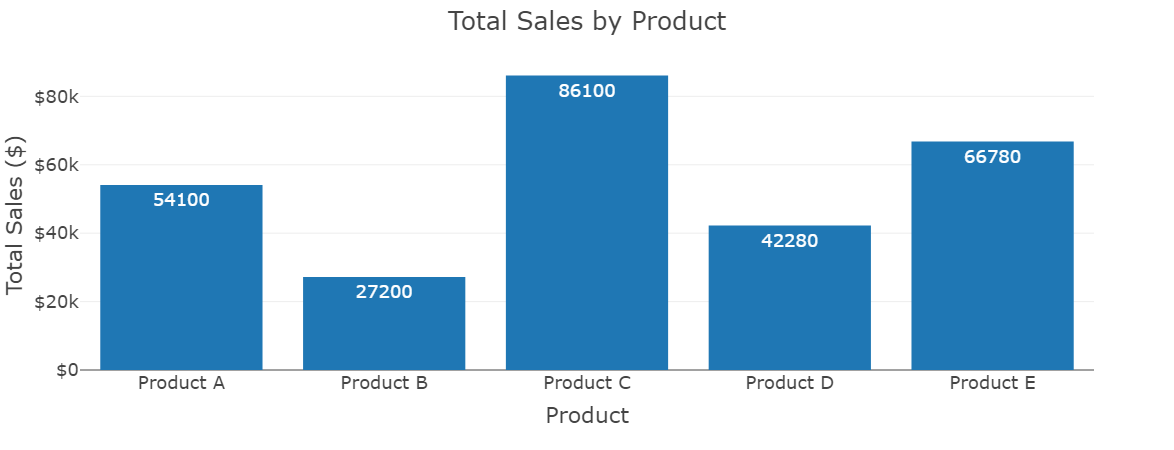 Total Sales by Product
Total Sales ($)
$80k
$60k
$40k
$20k
$0
54100
27200
86100
42280
66780
Product A
Product B
Product C
Product D
Product E
Product